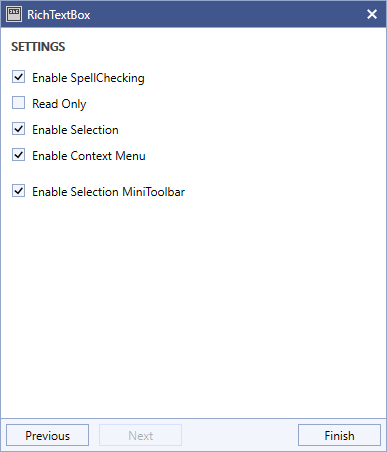 RichTextBox
SETTINGS
Enable SpellChecking
Read Only
Enable Selection
Enable Context Menu
Enable Selection MiniToolbar
Previous Next Finish